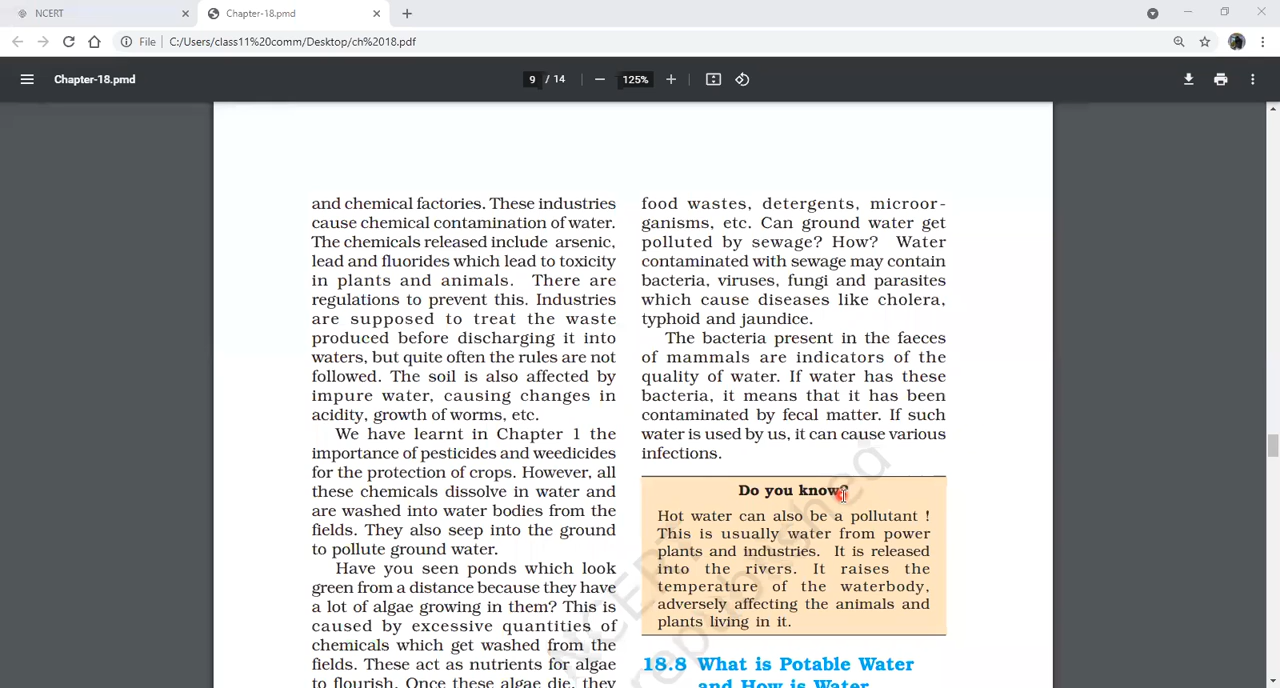 NCERT
Chapter-18.pmd
File
C:/Users/class11%20comm/Desktop/ch%2018.pdf
Chapter-18.pmd
9 / 14
125%
and chemical factories. These industries
cause chemical contamination of water.
The chemicals released include arsenic,
lead and fluorides which lead to toxicity
in plants and animals. There are
regulations to prevent this. Industries
are supposed to treat the waste
produced before discharging it into
waters, but quite often the rules are not
followed. The soil is also affected by
impure water, causing changes in
acidity, growth of worms, etc.
We have learnt in Chapter 1 the
importance of pesticides and weedicides
for the protection of crops. However, all
these chemicals dissolve in water and
are washed into water bodies from the
fields. They also seep into the ground
to pollute ground water.
Have you seen ponds which look
green from a distance because they have
a lot of algae growing in them? This is
caused by excessive quantities of
chemicals which get washed from the
fields. These act as nutrients for algae
to flourish. Once these algae die, they
food wastes, detergents, microor-
ganisms, etc. Can ground water get
polluted by sewage? How? Water
contaminated with sewage may contain
bacteria, viruses, fungi and parasites
which cause diseases like cholera,
typhoid and jaundice.
The bacteria present in the faeces
of mammals are indicators of the
quality of water. If water has these
bacteria, it means that it has been
contaminated by fecal matter. If such
water is used by us, it can cause various
infections.
Do you know?
Hot water can also be a pollutant !
This is usually water from power
plants and industries. It is released
into the rivers. It raises the
temperature of the waterbody,
adversely affecting the animals and
plants living in it.
18.8 What is Potable Water
and How is Water
NCERT
republished